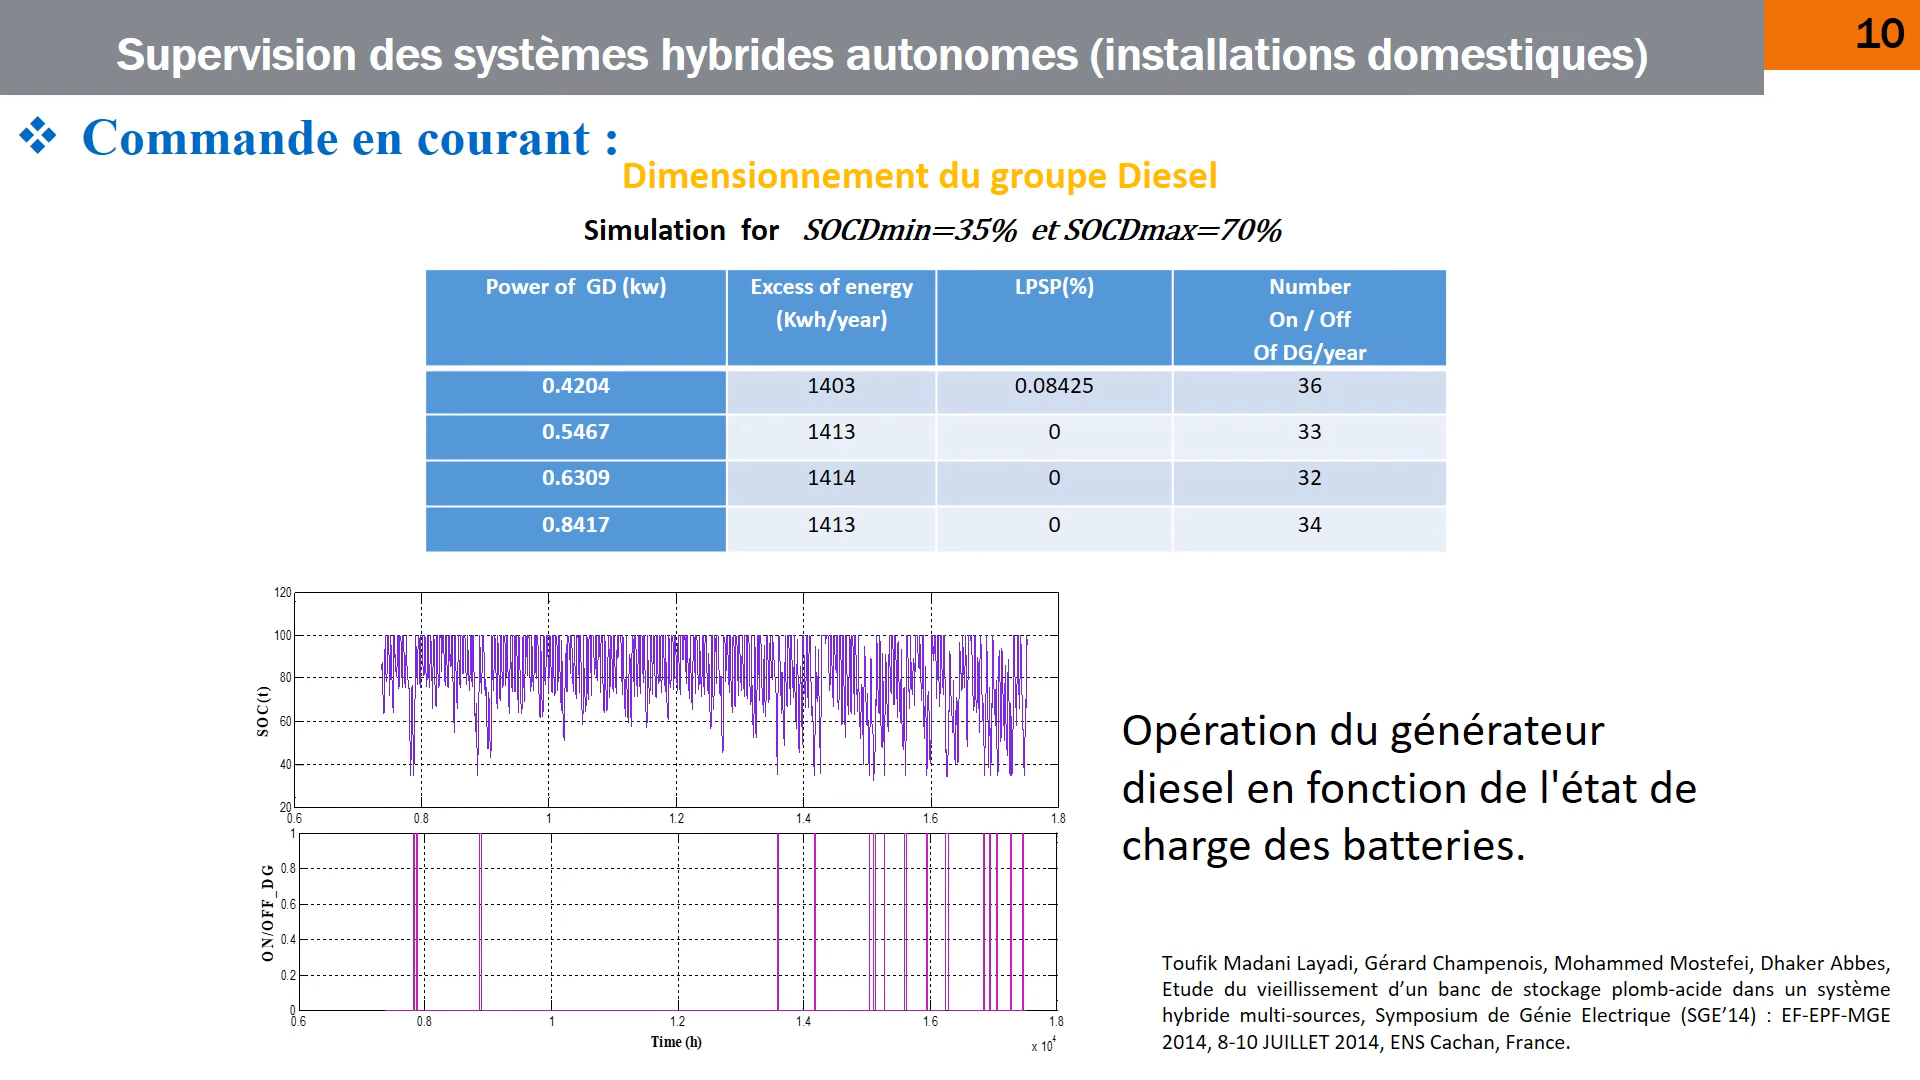 Supervision des systèmes hybrides autonomes (installations domestiques)
10
❖ Commande en courant :
Dimensionnement du groupe Diesel
Simulation for SOCDmin=35% et SOCDmax=70%
Power of GD (kw)
Excess of energy
(Kwh/year)
LPSP(%)
Number
On / Off
Of DG/year
0.4204 1403 0.08425 36
0.5467 1413 0 33
0.6309 1414 0 32
0.8417 1413 0 34
120
100
80
60
40
20
SOC(t)
0.6 0.8 1 1.2 1.4 1.6 1.8
1
0.8
0.6
0.4
0.2
0
ON/OFF_DG
0.6 0.8 1 1.2 1.4 1.6 1.8
Time (h)
x 10^4
Opération du générateur
diesel en fonction de l'état de
charge des batteries.
Toufik Madani Layadi, Gérard Champenois, Mohammed Mostefei, Dhaker Abbes,
Etude du vieillissement d’un banc de stockage plomb-acide dans un système
hybride multi-sources, Symposium de Génie Electrique (SGE’14) : EF-EPF-MGE
2014, 8-10 JUILLET 2014, ENS Cachan, France.